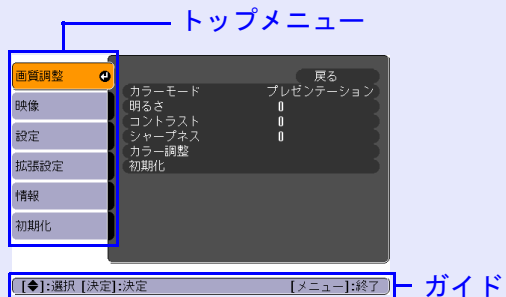 トップメニュー
画質調整
映像
設定
拡張設定
情報
初期化
戻る
カラーモード プレゼンテーション
明るさ 0
コントラスト 0
シャープネス 0
カラー調整
初期化
[◆]:選択 [決定]:決定 [メニュー]:終了
ガイド